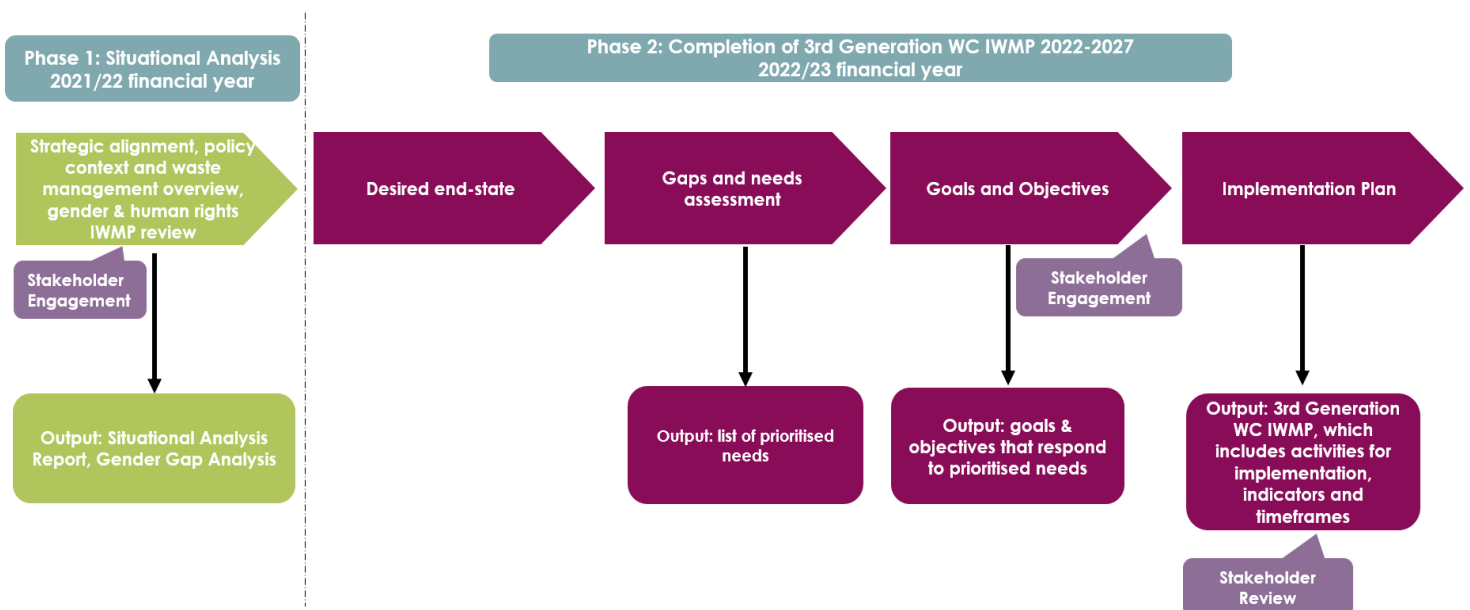 Phase 1: Situational Analysis
2021/22 financial year
Phase 2: Completion of 3rd Generation WC IWMP 2022-2027
2022/23 financial year
Strategic alignment, policy
context and waste
management overview,
gender & human rights
IWMP review
Desired end-state
Gaps and needs
assessment
Goals and Objectives
Implementation Plan
Stakeholder
Engagement
Stakeholder
Engagement
Output: Situational Analysis
Report, Gender Gap Analysis
Output: list of prioritised
needs
Output: goals &
objectives that respond
to prioritised needs
Output: 3rd Generation
WC IWMP, which
includes activities for
implementation,
indicators and
timeframes
Stakeholder
Review